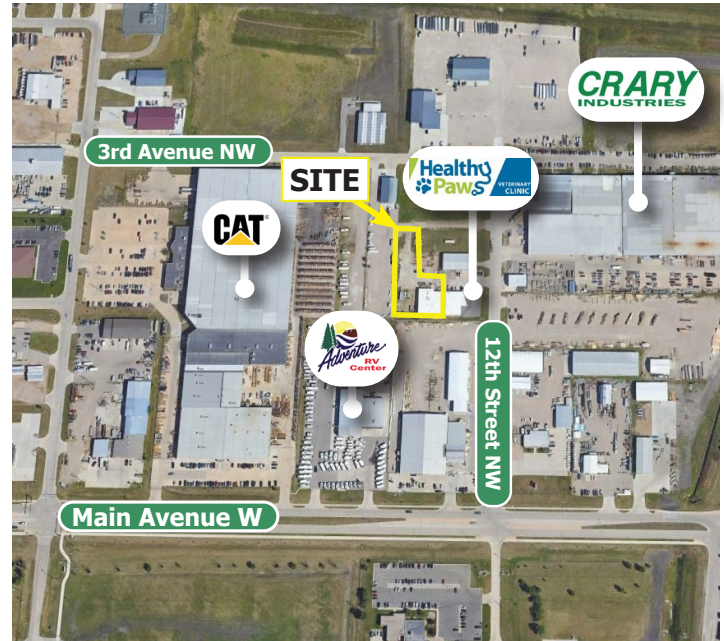 CRARY
INDUSTRIES
3rd Avenue NW
SITE
Healthy
Paws
VETERINARY
CLINIC
CAT
Adventure
RV
Center
12th Street NW
Main Avenue W